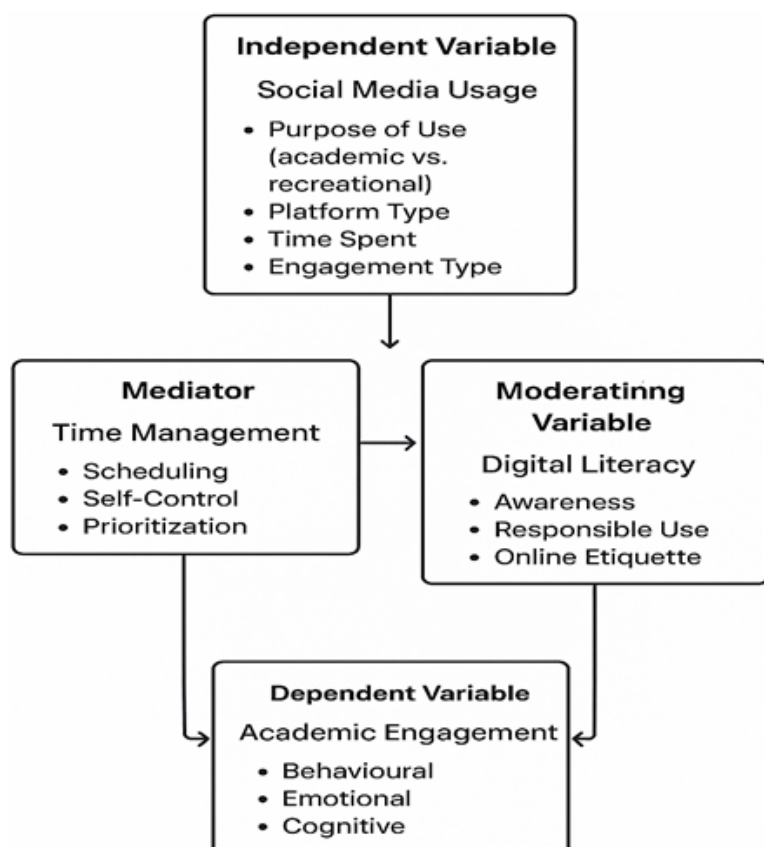 Independent Variable
Social Media Usage
• Purpose of Use
(academic vs.
recreational)
• Platform Type
• Time Spent
• Engagement Type
Mediator
Time Management
• Scheduling
• Self-Control
• Prioritization
Moderatinng
Variable
Digital Literacy
• Awareness
• Responsible Use
• Online Etiquette
Dependent Variable
Academic Engagement
• Behavioural
• Emotional
• Cognitive